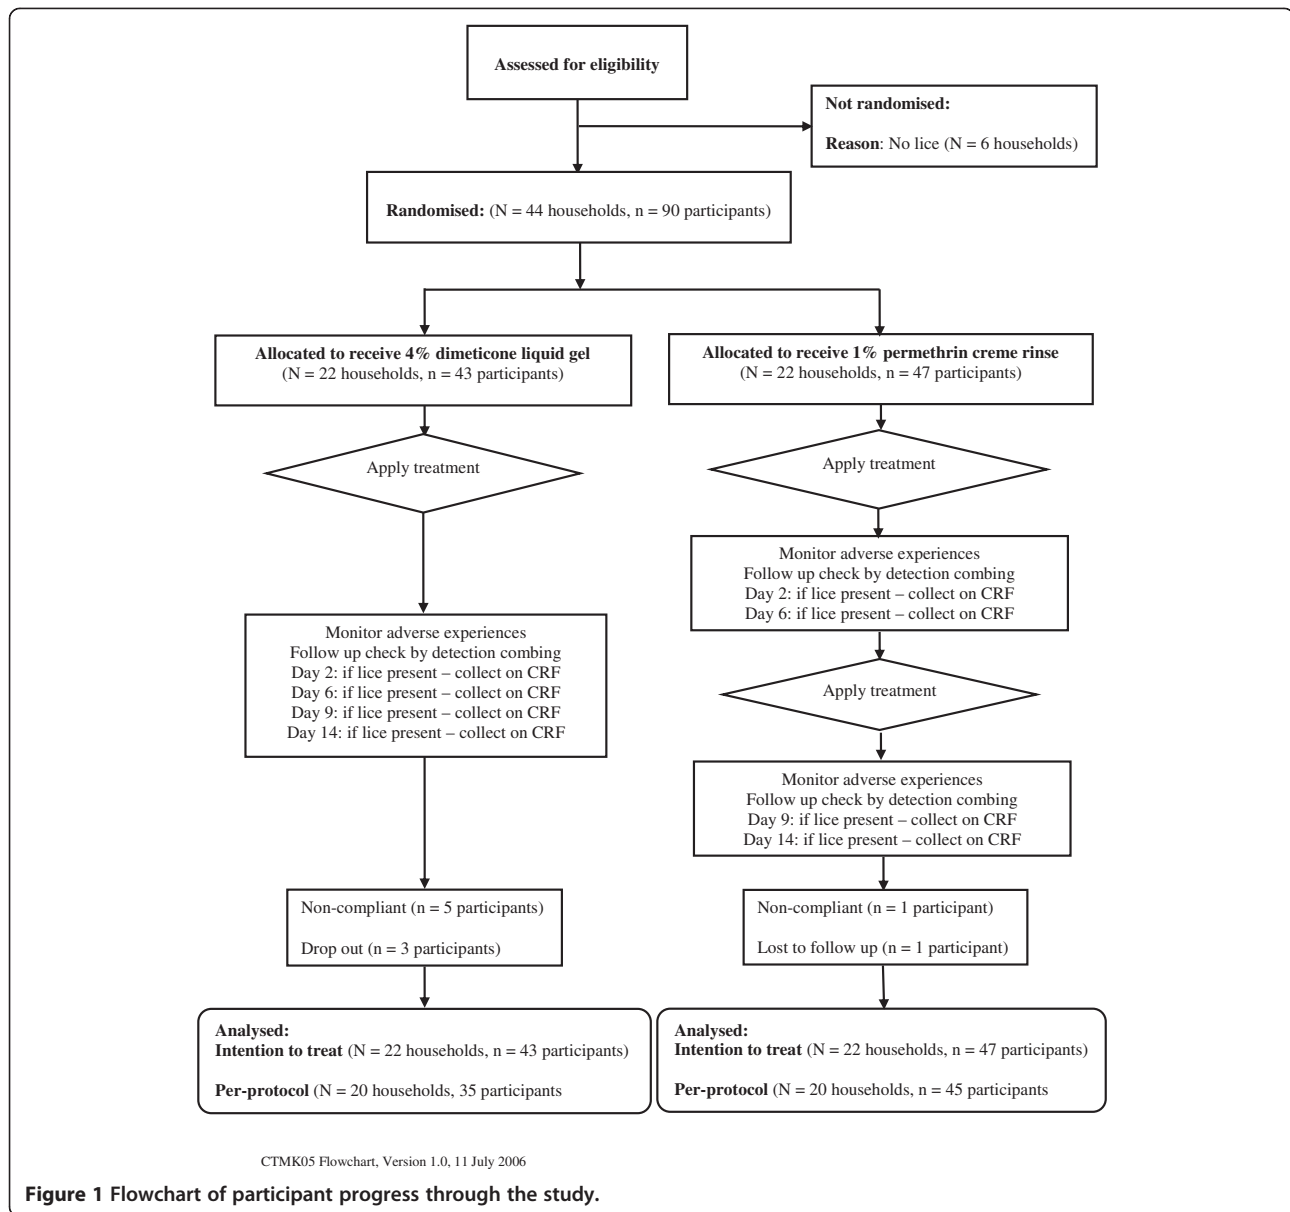 Assessed for eligibility
Not randomised:
Reason: No lice (N = 6 households)
Randomised: (N = 44 households, n = 90 participants)
Allocated to receive 4% dimeticone liquid gel
(N = 22 households, n = 43 participants)
Apply treatment
Monitor adverse experiences
Follow up check by detection combing
Day 2: if lice present – collect on CRF
Day 6: if lice present – collect on CRF
Day 9: if lice present – collect on CRF
Day 14: if lice present – collect on CRF
Non-compliant (n = 5 participants)
Drop out (n = 3 participants)
Analysed:
Intention to treat (N = 22 households, n = 43 participants)
Per-protocol (N = 20 households, 35 participants
Allocated to receive 1% permethrin creme rinse
(N = 22 households, n = 47 participants)
Apply treatment
Monitor adverse experiences
Follow up check by detection combing
Day 2: if lice present – collect on CRF
Day 6: if lice present – collect on CRF
Apply treatment
Monitor adverse experiences
Follow up check by detection combing
Day 9: if lice present – collect on CRF
Day 14: if lice present – collect on CRF
Non-compliant (n = 1 participant)
Lost to follow up (n = 1 participant)
Analysed:
Intention to treat (N = 22 households, n = 47 participants)
Per-protocol (N = 20 households, n = 45 participants
CTMK05 Flowchart, Version 1.0, 11 July 2006
Figure 1 Flowchart of participant progress through the study.